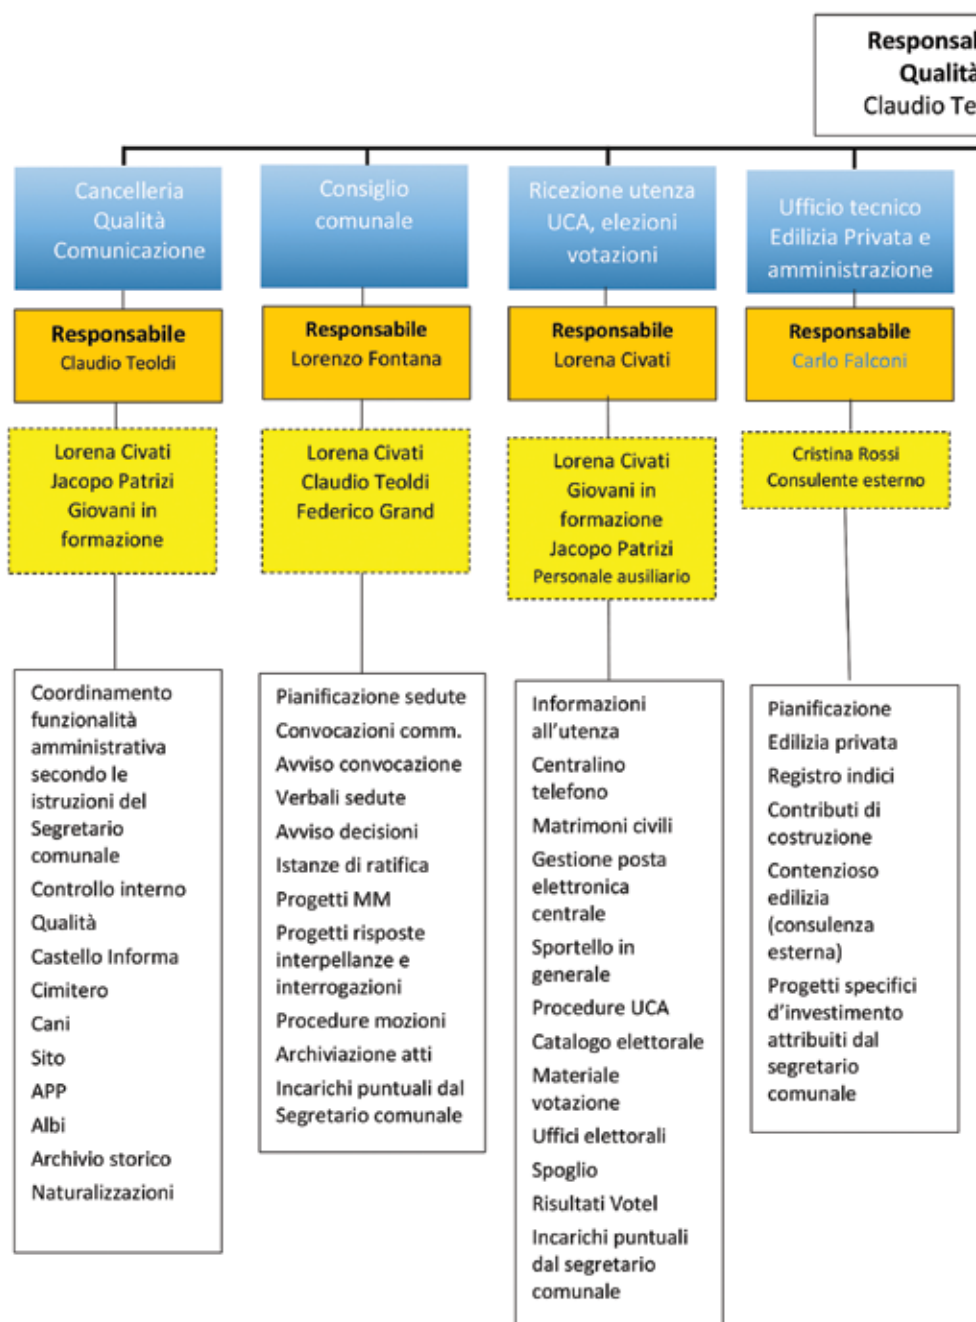 Qualità
Claudio
Cancelleria
Qualità
Comunicazione
Responsabile
Claudio Teoldi
Lorena Civati
Jacopo Patrizi
Giovani in
formazione
Coordinamento
funzionalità
amministrativa
secondo le
istruzioni del
Segretario
comunale
Controllo interno
Qualità
Castello Informa
Cimitero
Cani
Sito
APP
Albi
Archivio storico
Naturalizzazioni
Consiglio
comunale
Responsabile
Lorenzo Fontana
Lorena Civati
Claudio Teoldi
Federico Grand
Pianificazione sedute
Convocazioni comm.
Avviso convocazione
Verbali sedute
Avviso decisioni
Istanze di ratifica
Progetti MM
Progetti risposte
interpellanze e
interrogazioni
Procedure mozioni
Archiviazione atti
Incarichi puntuali dal
Segretario comunale
Ricezione utenza
UCA, elezioni
votazioni
Responsabile
Lorena Civati
Lorena Civati
Giovani in
formazione
Jacopo Patrizi
Personale ausiliario
Informazioni
all'utenza
Centralino
telefono
Matrimoni civili
Gestione posta
elettronica
centrale
Sportello in
generale
Procedure UCA
Catalogo elettorale
Materiale
votazione
Uffici elettorali
Spoglio
Risultati Votel
Incarichi puntuali
dal segretario
comunale
Ufficio tecnico
Edilizia Privata e
amministrazione
Responsabile
Carlo Falconi
Cristina Rossi
Consulente esterno
Pianificazione
Edilizia privata
Registro indici
Contributi di
costruzione
Contenzioso
edilizia
(consulenza
esterna)
Progetti specifici
d'investimento
attribuiti dal
segretario
comunale